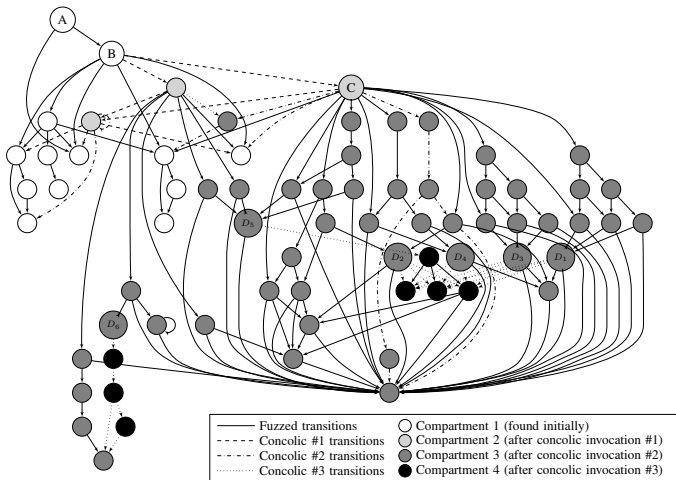 A
B
C
D5
D2
D4
D3
D1
D6
Fuzzed transitions
Concolic #1 transitions
Concolic #2 transitions
Concolic #3 transitions
Compartment 1 (found initially)
Compartment 2 (after concolic invocation #1)
Compartment 3 (after concolic invocation #2)
Compartment 4 (after concolic invocation #3)